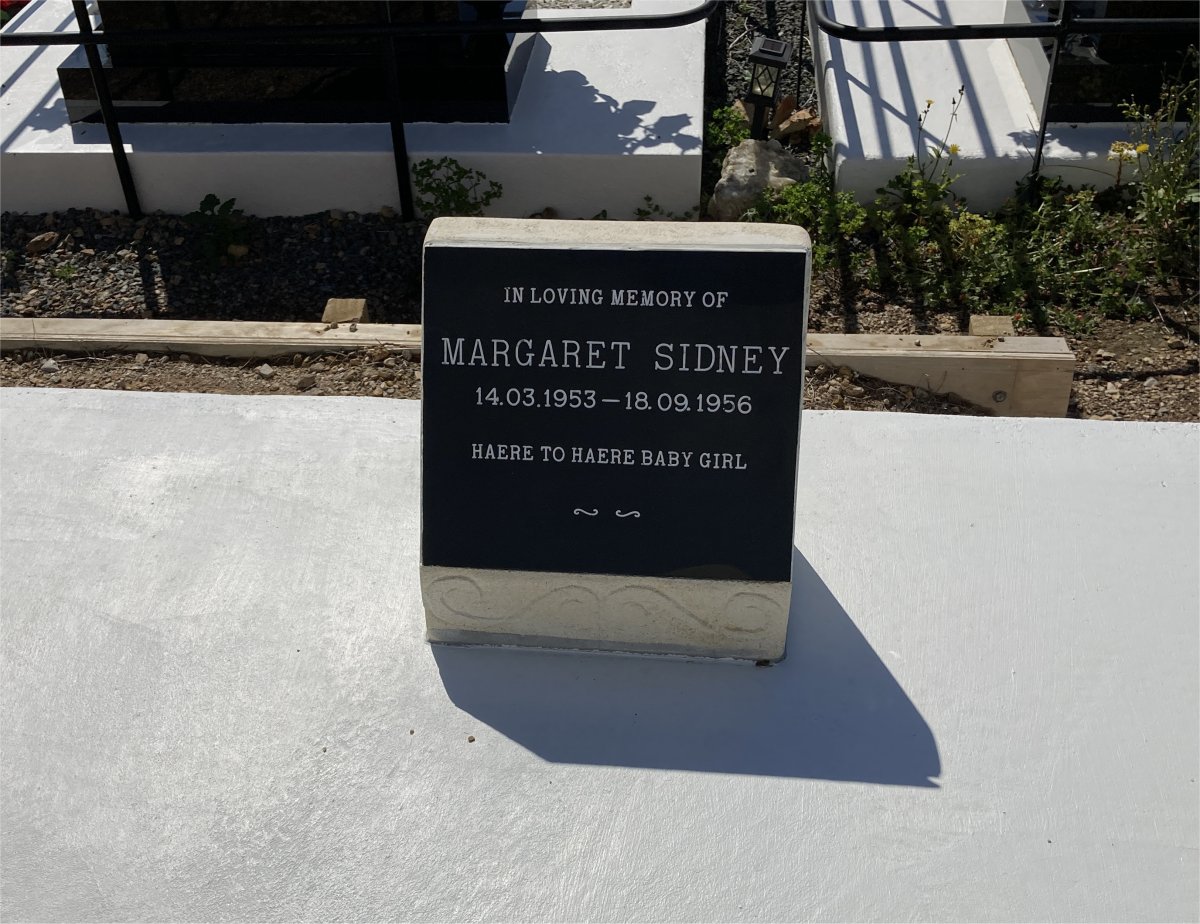 IN LOVING MEMORY OF
MARGARET SIDNEY
14.03.1953 — 18.09.1956
HAERE TO HAERE BABY GIRL